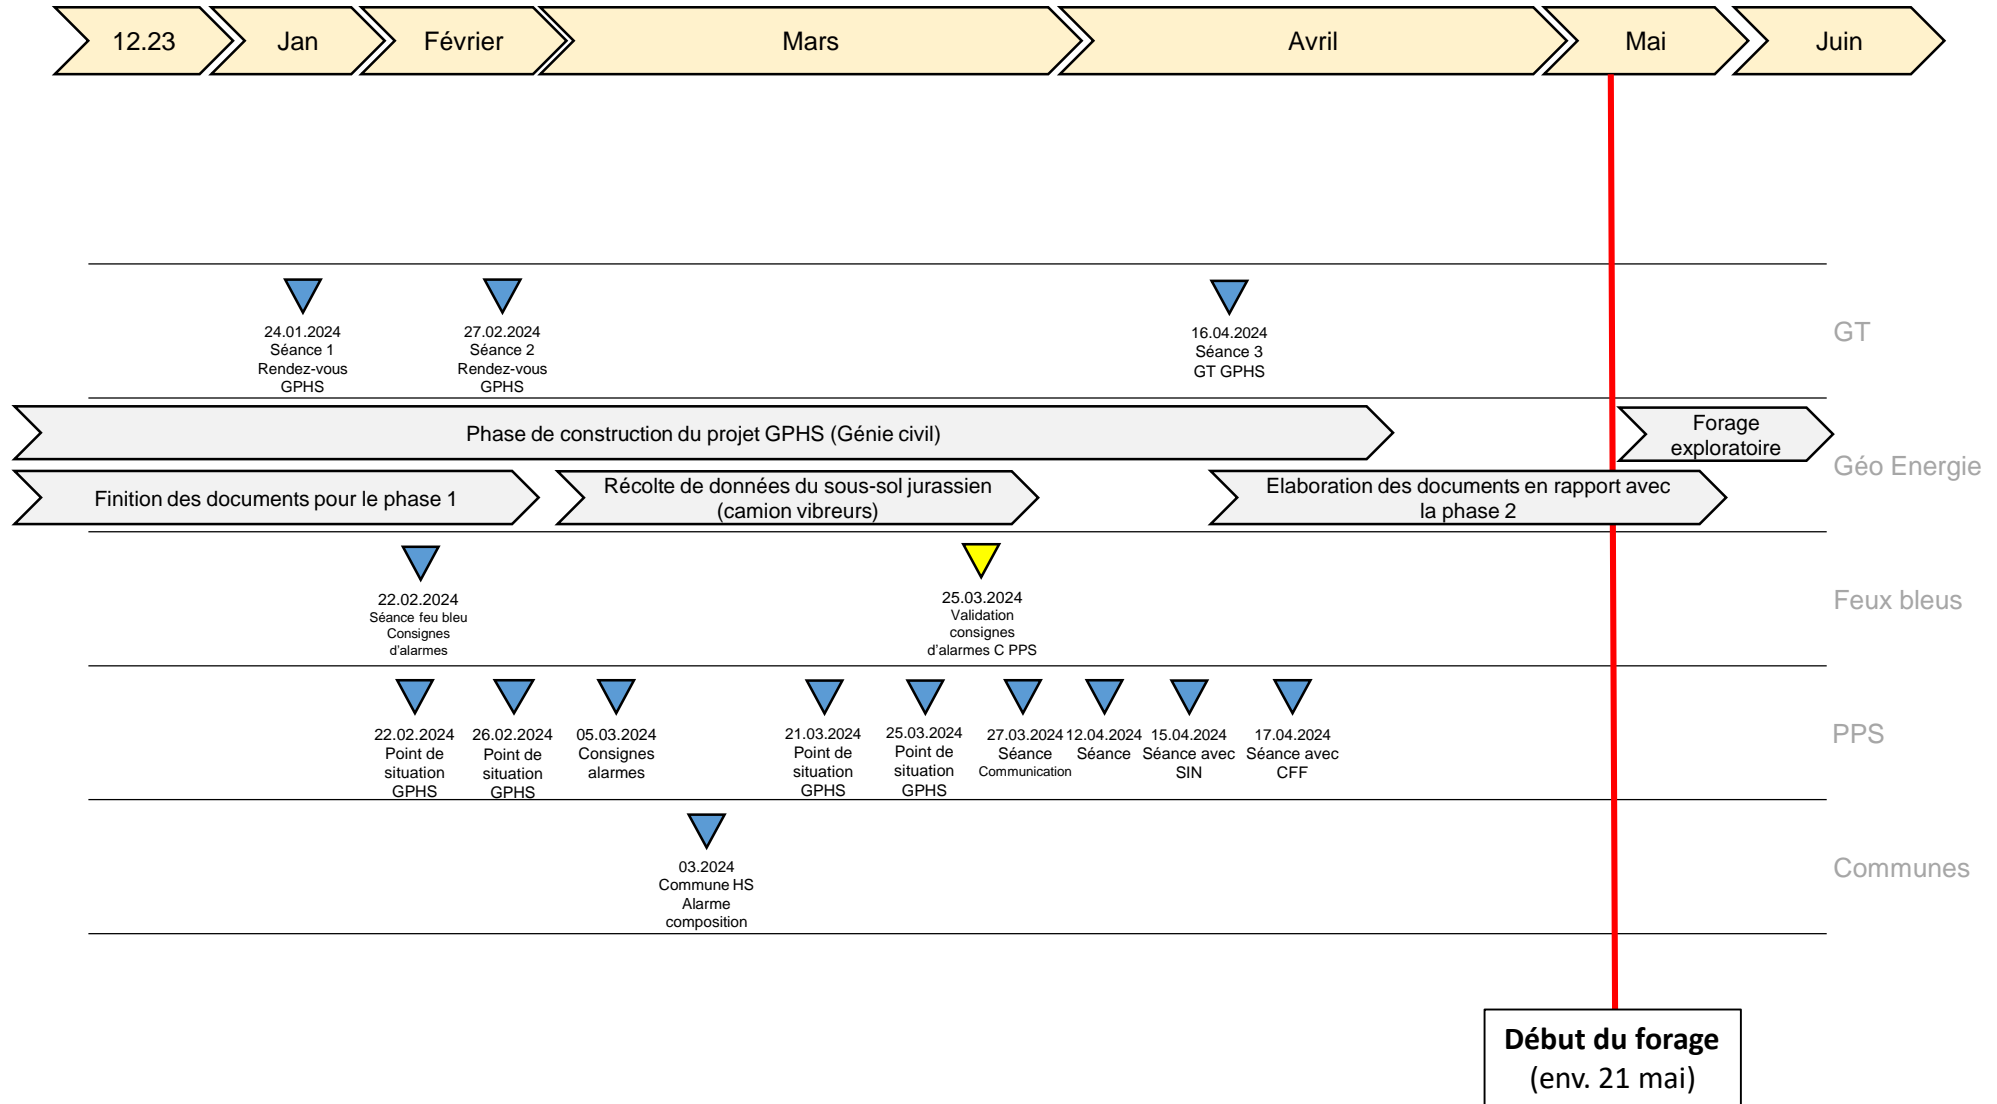 12.23
Jan
Février
Mars
Avril
Mai
Juin
24.01.2024
Séance 1
Rendez-vous
GPHS
27.02.2024
Séance 2
Rendez-vous
GPHS
16.04.2024
Séance 3
GT GPHS
GT
Phase de construction du projet GPHS (Génie civil)
Forage
exploratoire
Finition des documents pour le phase 1
Récolte de données du sous-sol jurassien
(camion vibreurs)
Elaboration des documents en rapport avec
la phase 2
Géo Energie
22.02.2024
Séance feu bleu
Consignes
d'alarmes
25.03.2024
Validation
consignes
d'alarmes C PPS
Feux bleus
22.02.2024
Point de
situation
GPHS
26.02.2024
Point de
situation
GPHS
05.03.2024
Consignes
alarmes
21.03.2024
Point de
situation
GPHS
25.03.2024
Point de
situation
GPHS
27.03.2024
Séance
Communication
12.04.2024
Séance
15.04.2024
Séance avec
SIN
17.04.2024
Séance avec
CFF
PPS
03.2024
Commune HS
Alarme
composition
Communes
Début du forage
(env. 21 mai)